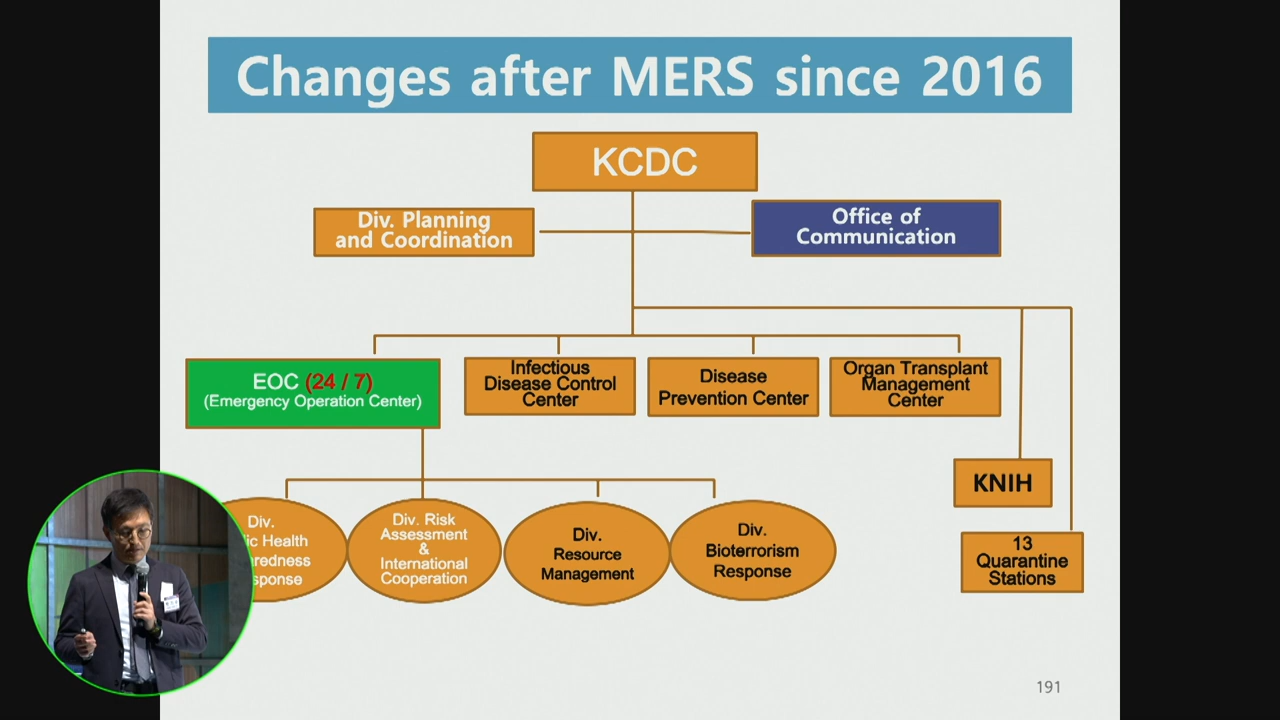 Changes after MERS since 2016
KCDC
Div. Planning
and Coordination
Office of
Communication
EOC (24 / 7)
(Emergency Operation Center)
Infectious
Disease Control
Center
Disease
Prevention Center
Organ Transplant
Management
Center
KNIH
13
Quarantine
Stations
Div.
Health
Div. Risk
Assessment
&
International
Cooperation
Div.
Resource
Management
Div.
Bioterrorism
Response
191